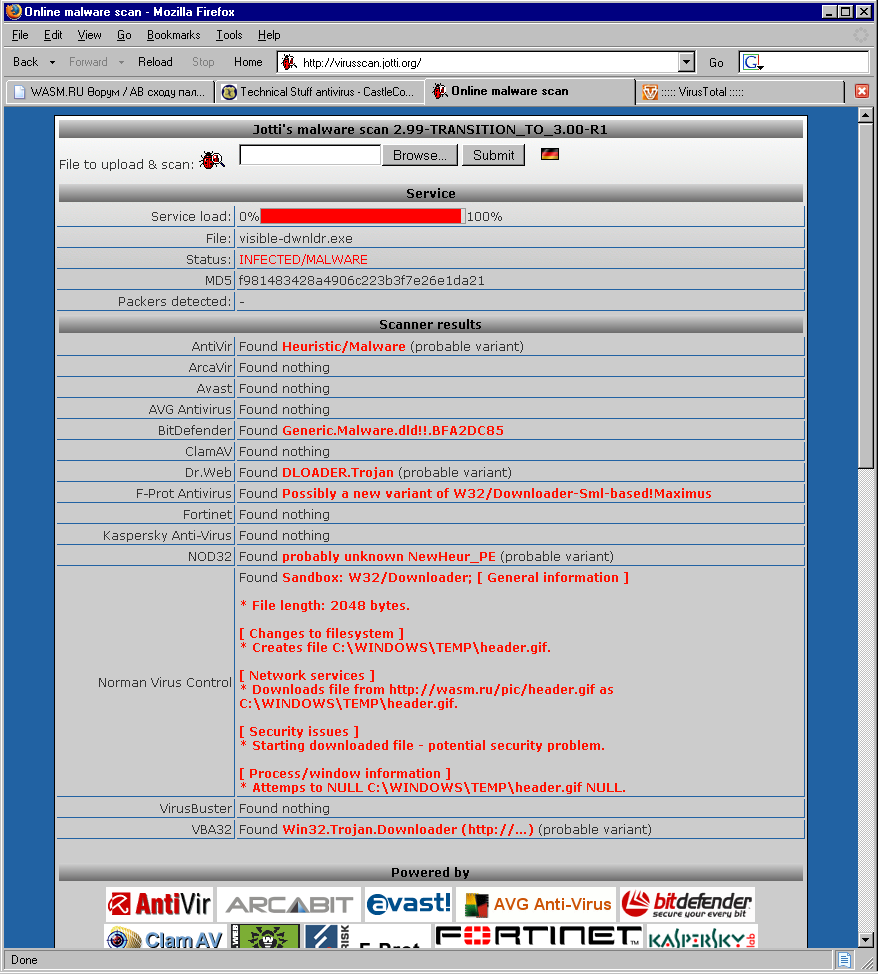 Online malware scan - Mozilla Firefox
File Edit View Go Bookmarks Tools Help
Back Forward Reload Stop Home http://virusscan.jotti.org/ Go G
WASM.RU Форум / АВ сходу пал... Technical Stuff antivirus - CastleCo... Online malware scan ::::: VirusTotal :::::
Jotti's malware scan 2.99-TRANSITION_TO_3.00-R1
File to upload & scan: Browse... Submit
Service
Service load: 0% 100%
File: visible-dwnldr.exe
Status: INFECTED/MALWARE
MD5 f981483428a4906c223b3f7e26e1da21
Packers detected: -
Scanner results
AntiVir Found Heuristic/Malware (probable variant)
ArcaVir Found nothing
Avast Found nothing
AVG Antivirus Found nothing
BitDefender Found Generic.Malware.dld!!.BFA2DC85
ClamAV Found nothing
Dr.Web Found DLOADER.Trojan (probable variant)
F-Prot Antivirus Found Possibly a new variant of W32/Downloader-Sml-based!Maximus
Fortinet Found nothing
Kaspersky Anti-Virus Found nothing
NOD32 Found probably unknown NewHeur_PE (probable variant)
Norman Virus Control Found Sandbox: W32/Downloader; [ General information ]
* File length: 2048 bytes.
[ Changes to filesystem ]
* Creates file C:\WINDOWS\TEMP\header.gif.
[ Network services ]
* Downloads file from http://wasm.ru/pic/header.gif as
C:\WINDOWS\TEMP\header.gif.
[ Security issues ]
* Starting downloaded file - potential security problem.
[ Process/window information ]
* Attemps to NULL C:\WINDOWS\TEMP\header.gif NULL.
VirusBuster Found nothing
VBA32 Found Win32.Trojan.Downloader (http://...) (probable variant)
Powered by
AntiVir ARCABIT avast! AVG Anti-Virus bitdefender
secure your every bit
Clam AV RISK F-Prot FORTINET KASPERSKY lab
Done